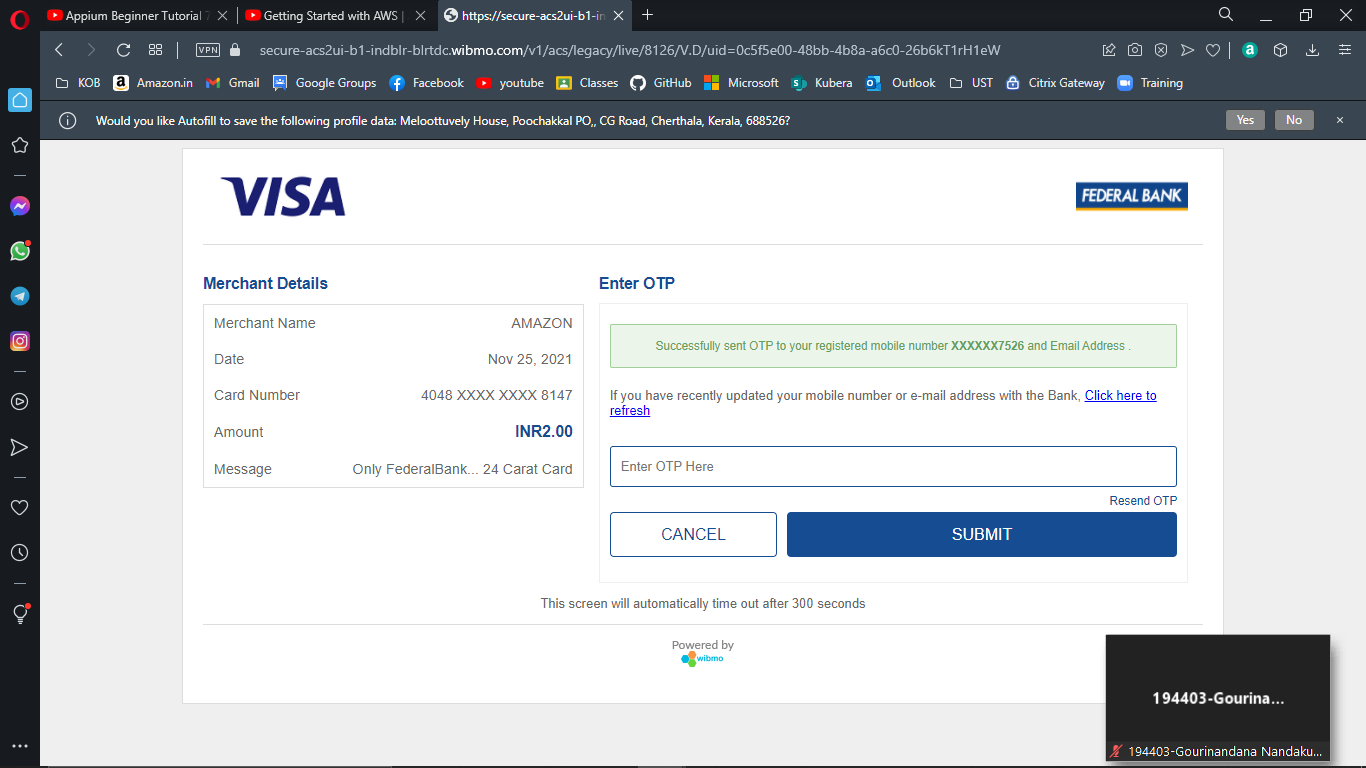 Appium Beginner Tutorial 7
Getting Started with AWS |
https://secure-acs2ui-b1-in
VPN
secure-acs2ui-b1-indblr-blrtdc.wibmo.com/v1/acs/legacy/live/8126/V.D/uid=0c5f5e00-48bb-4b8a-a6c0-26b6kT1rH1eW
KOB Amazon.in Gmail Google Groups Facebook youtube Classes GitHub Microsoft Kubera Outlook UST Citrix Gateway Training
Would you like Autofill to save the following profile data: Meloottuvely House, Poochakkal PO,, CG Road, Cherthala, Kerala, 688526?
Yes No
VISA
FEDERAL BANK
Merchant Details
Merchant Name AMAZON
Date Nov 25, 2021
Card Number 4048 XXXX XXXX 8147
Amount INR2.00
Message Only FederalBank... 24 Carat Card
Enter OTP
Successfully sent OTP to your registered mobile number XXXXXX7526 and Email Address .
If you have recently updated your mobile number or e-mail address with the Bank, Click here to
refresh
Enter OTP Here
Resend OTP
CANCEL SUBMIT
This screen will automatically time out after 300 seconds
Powered by
wibmo
194403-Gourina...
194403-Gourinandana Nandaku...